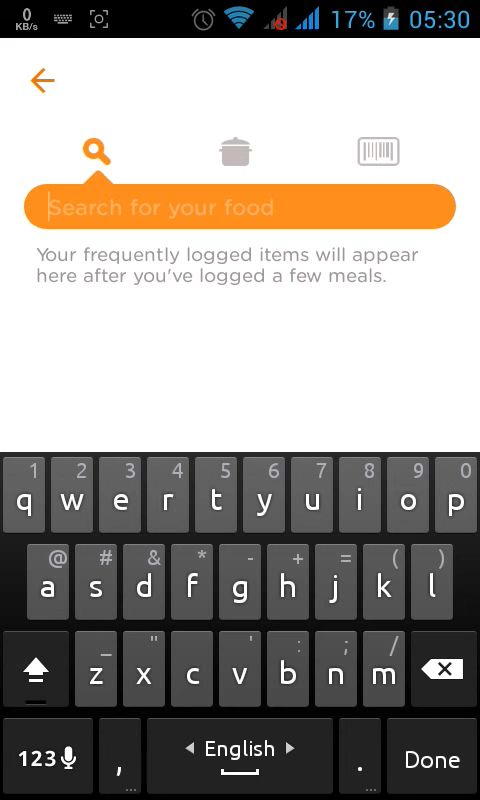 0 KB/s 17% 05:30
Search for your food
Your frequently logged items will appear
here after you've logged a few meals.
1 2 3 4 5 6 7 8 9 0
q w e r t y u i o p
@ # & * - + = ( )
a s d f g h j k l
_ " ' : ; /
z x c v b n m
123 , English . Done